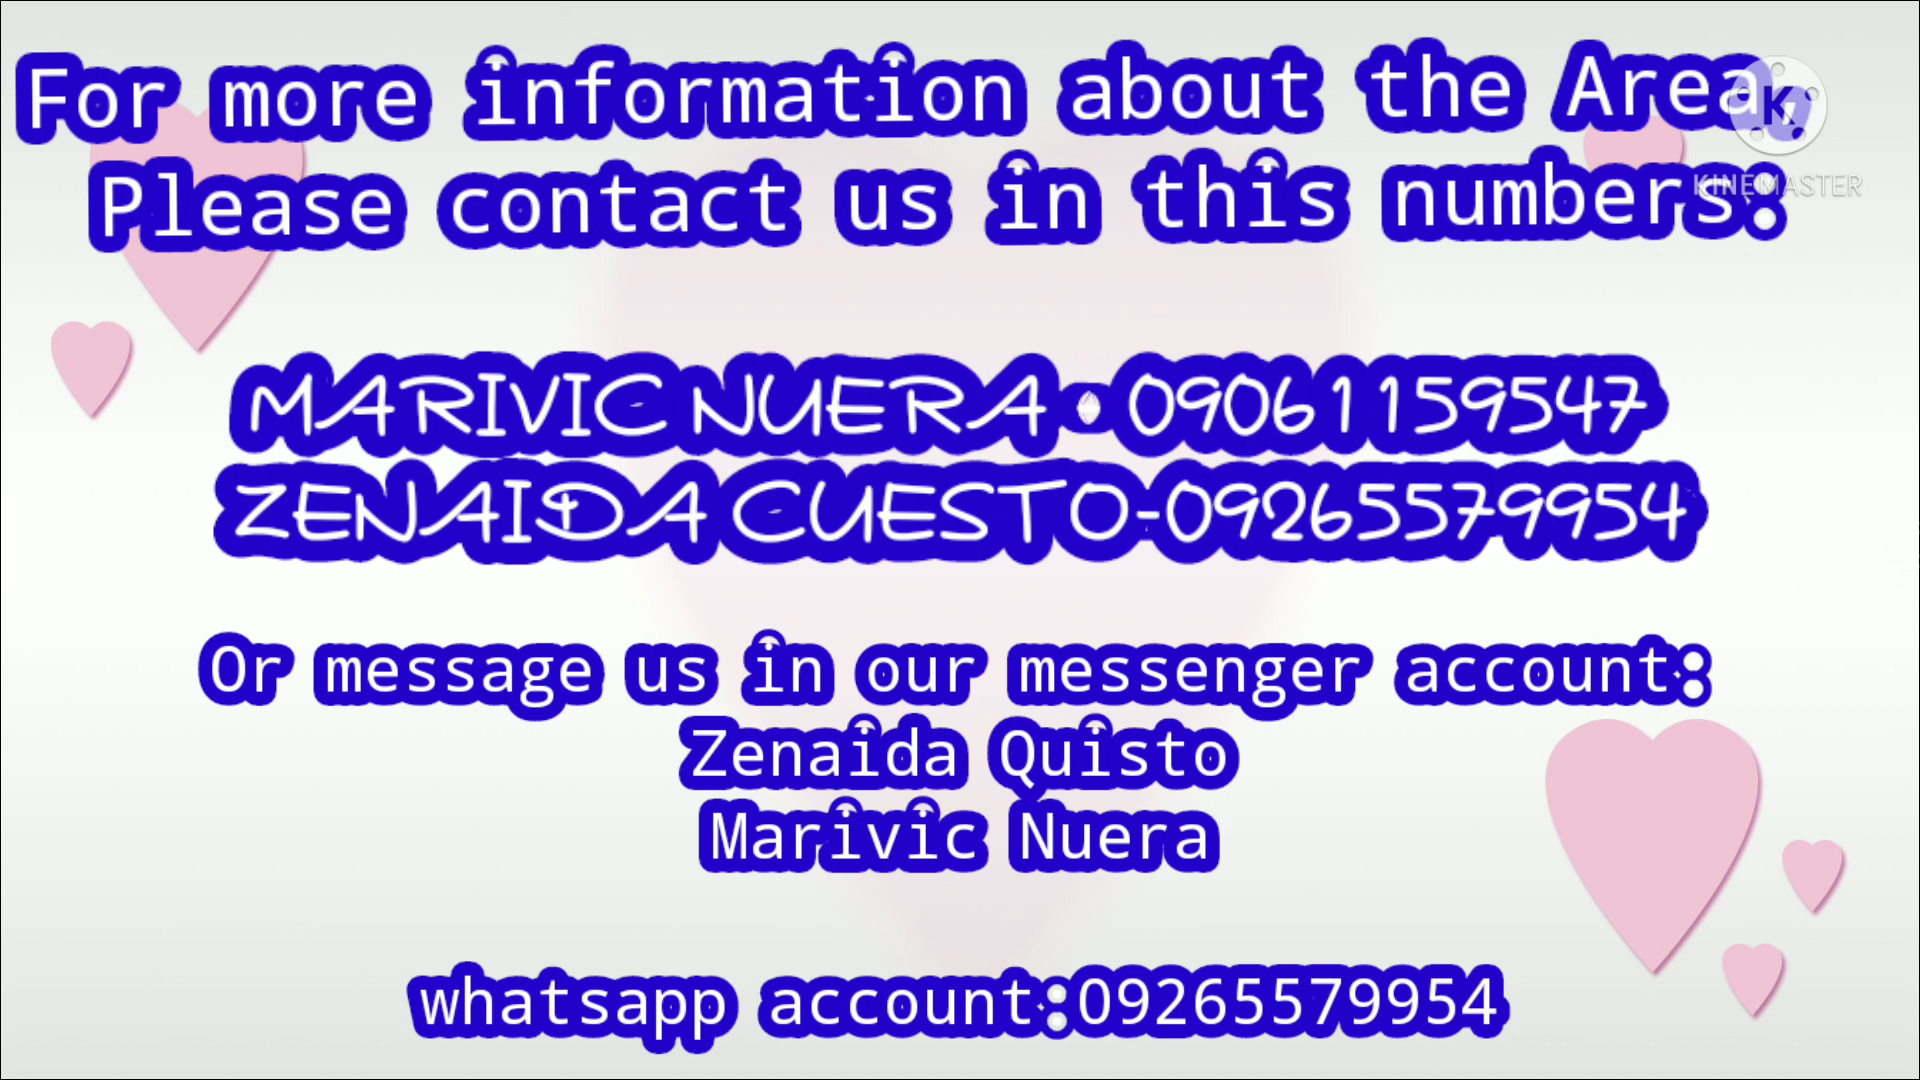 For more information about the Area,
Please contact us in this numbers:
MARIVIC NUERA • 09061159547
ZENAIDA CUESTO-09265579954
Or message us in our messenger account:
Zenaida Quisto
Marivic Nuera
whatsapp account:09265579954
K
KINEMASTER